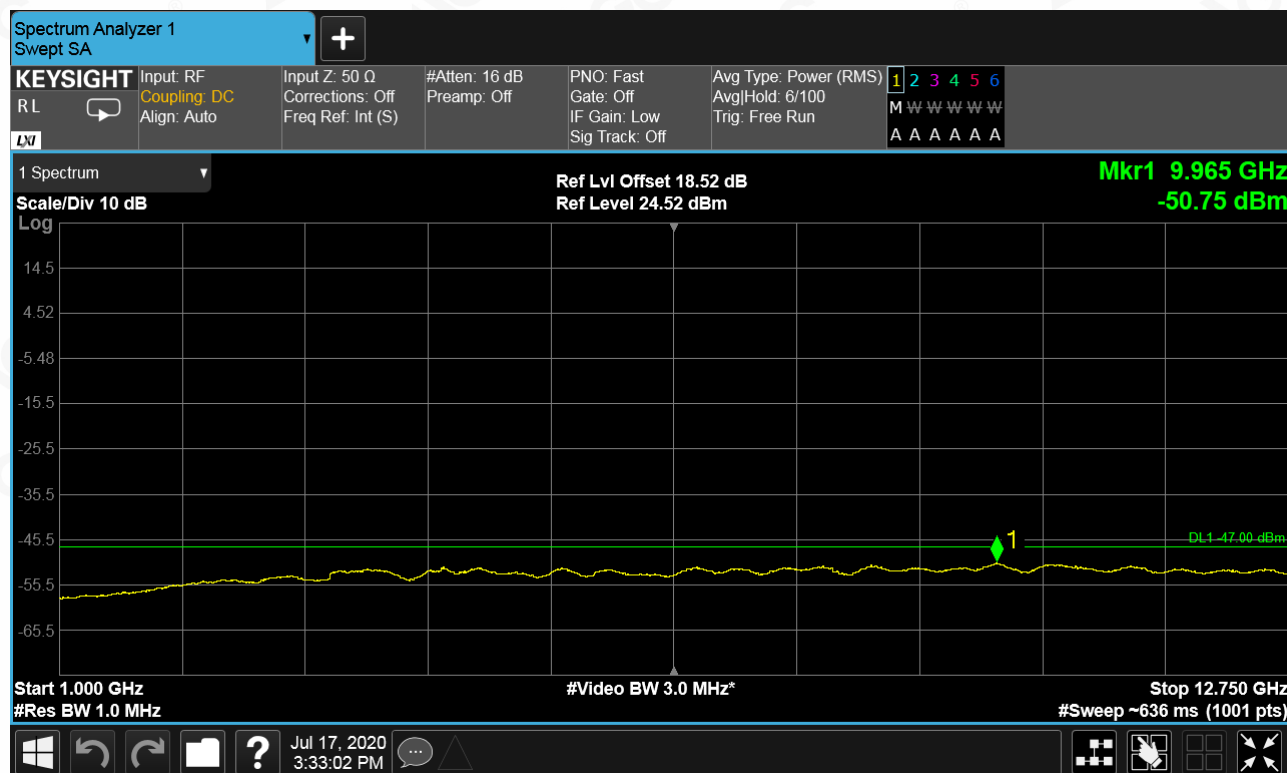 Spectrum Analyzer 1
Swept SA
+
KEYSIGHT
R L
LXI
Input: RF
Coupling: DC
Align: Auto
Input Z: 50 Ω
Corrections: Off
Freq Ref: Int (S)
#Atten: 16 dB
Preamp: Off
PNO: Fast
Gate: Off
IF Gain: Low
Sig Track: Off
Avg Type: Power (RMS)
Avg|Hold: 6/100
Trig: Free Run
1 2 3 4 5 6
M W W W W W
A A A A A A
1 Spectrum
Scale/Div 10 dB
Log
Ref Lvl Offset 18.52 dB
Ref Level 24.52 dBm
Mkr1 9.965 GHz
-50.75 dBm
14.5
4.52
-5.48
-15.5
-25.5
-35.5
-45.5
-55.5
-65.5
1
DL1 -47.00 dBm
Start 1.000 GHz
#Res BW 1.0 MHz
#Video BW 3.0 MHz*
Stop 12.750 GHz
#Sweep ~636 ms (1001 pts)
?
Jul 17, 2020
3:33:02 PM